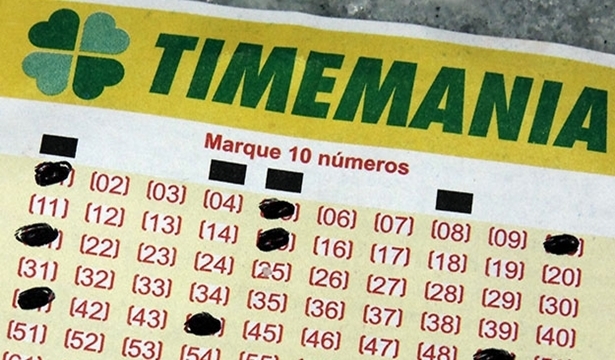 TIMEMANIA
Marque 10 números
(02) (03) (04) (06) (07) (08) (09)
(11) (12) (13) (14) (16) (17) (18) (19) (20)
(22) (23) (24) (25) (26) (27) (28) (29) (30)
(31) (32) (33) (34) (35) (36) (37) (38) (39) (40)
(42) (43) (45) (46) (47) (48)
(51) (52) (53) (54)